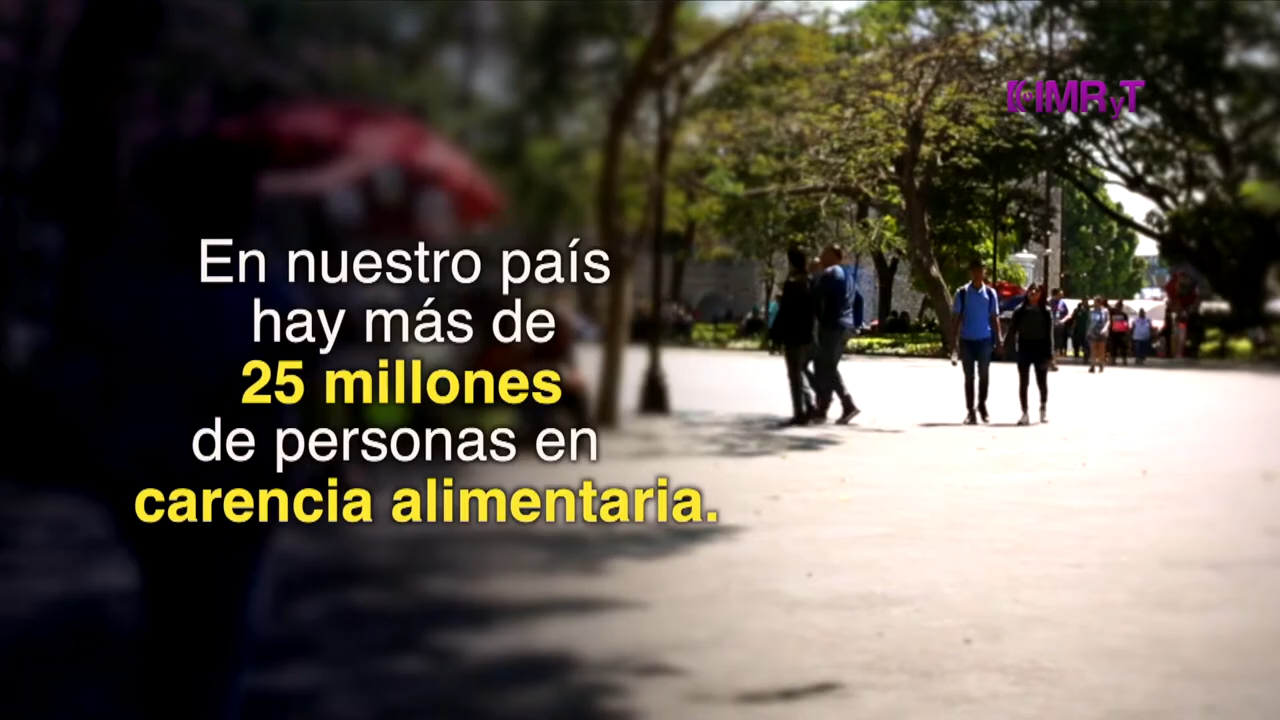 IMRyT
En nuestro país
hay más de
25 millones
de personas en
carencia alimentaria.